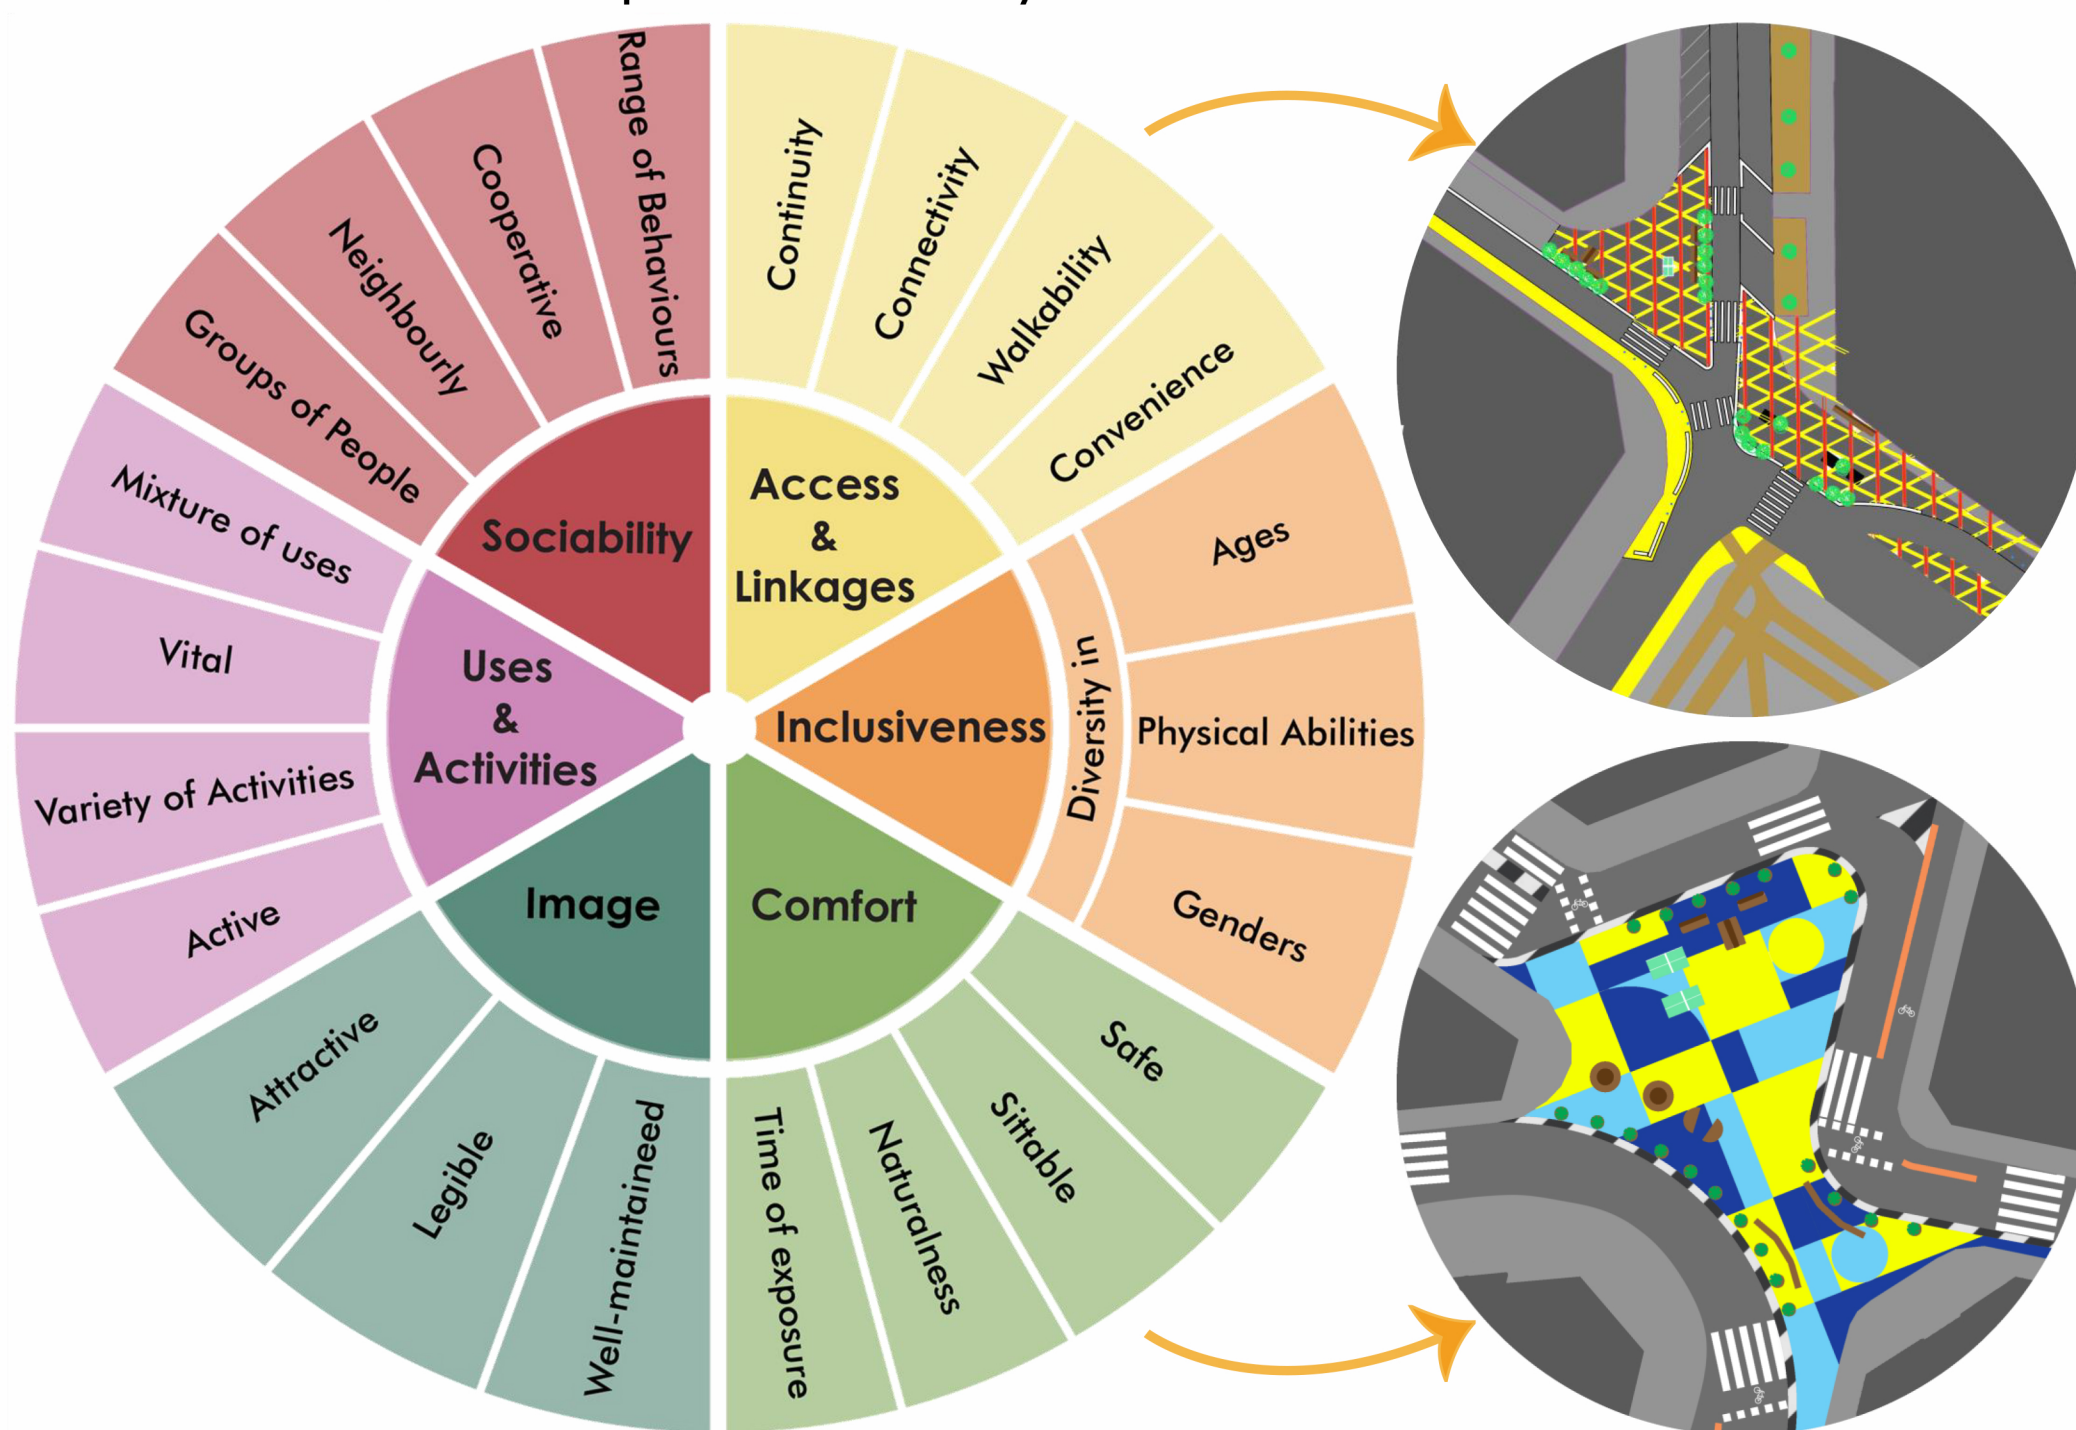 Range of Behaviours
Cooperative
Neighbourly
Groups of People
Sociability
Continuity
Connectivity
Walkability
Convenience
Access
&
Linkages
Diversity in
Ages
Physical Abilities
Genders
Inclusiveness
Safe
Sittable
Naturalness
Time of exposure
Comfort
Well-maintaineed
Legible
Attractive
Image
Active
Variety of Activities
Vital
Mixture of uses
Uses
&
Activities